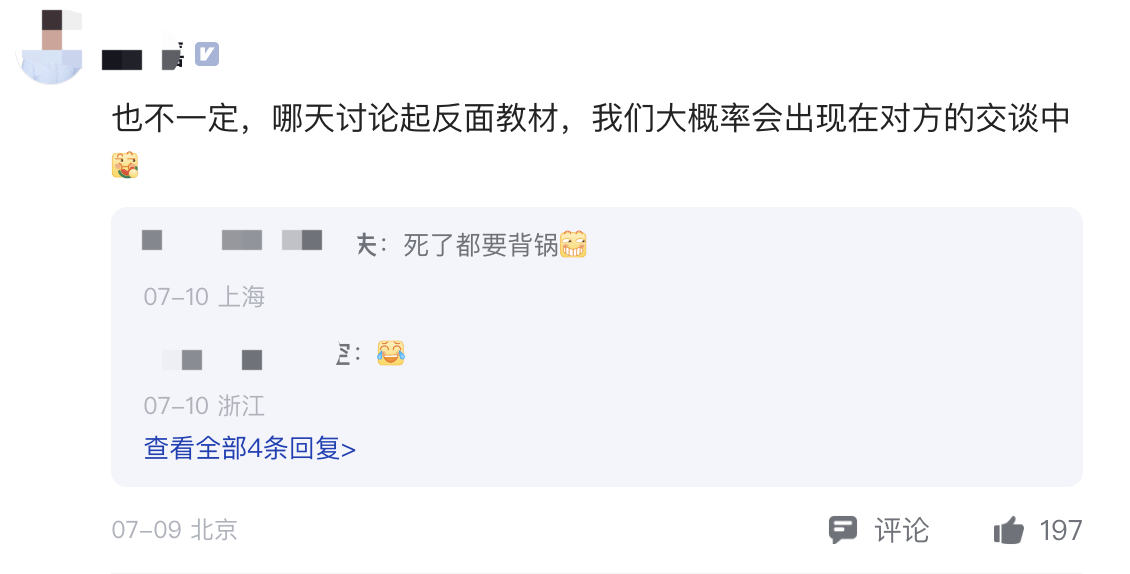 也不一定，哪天讨论起反面教材，我们大概率会出现在对方的交谈中
夫：死了都要背锅
07-10 上海
07-10 浙江
查看全部4条回复>
07-09 北京
评论
197